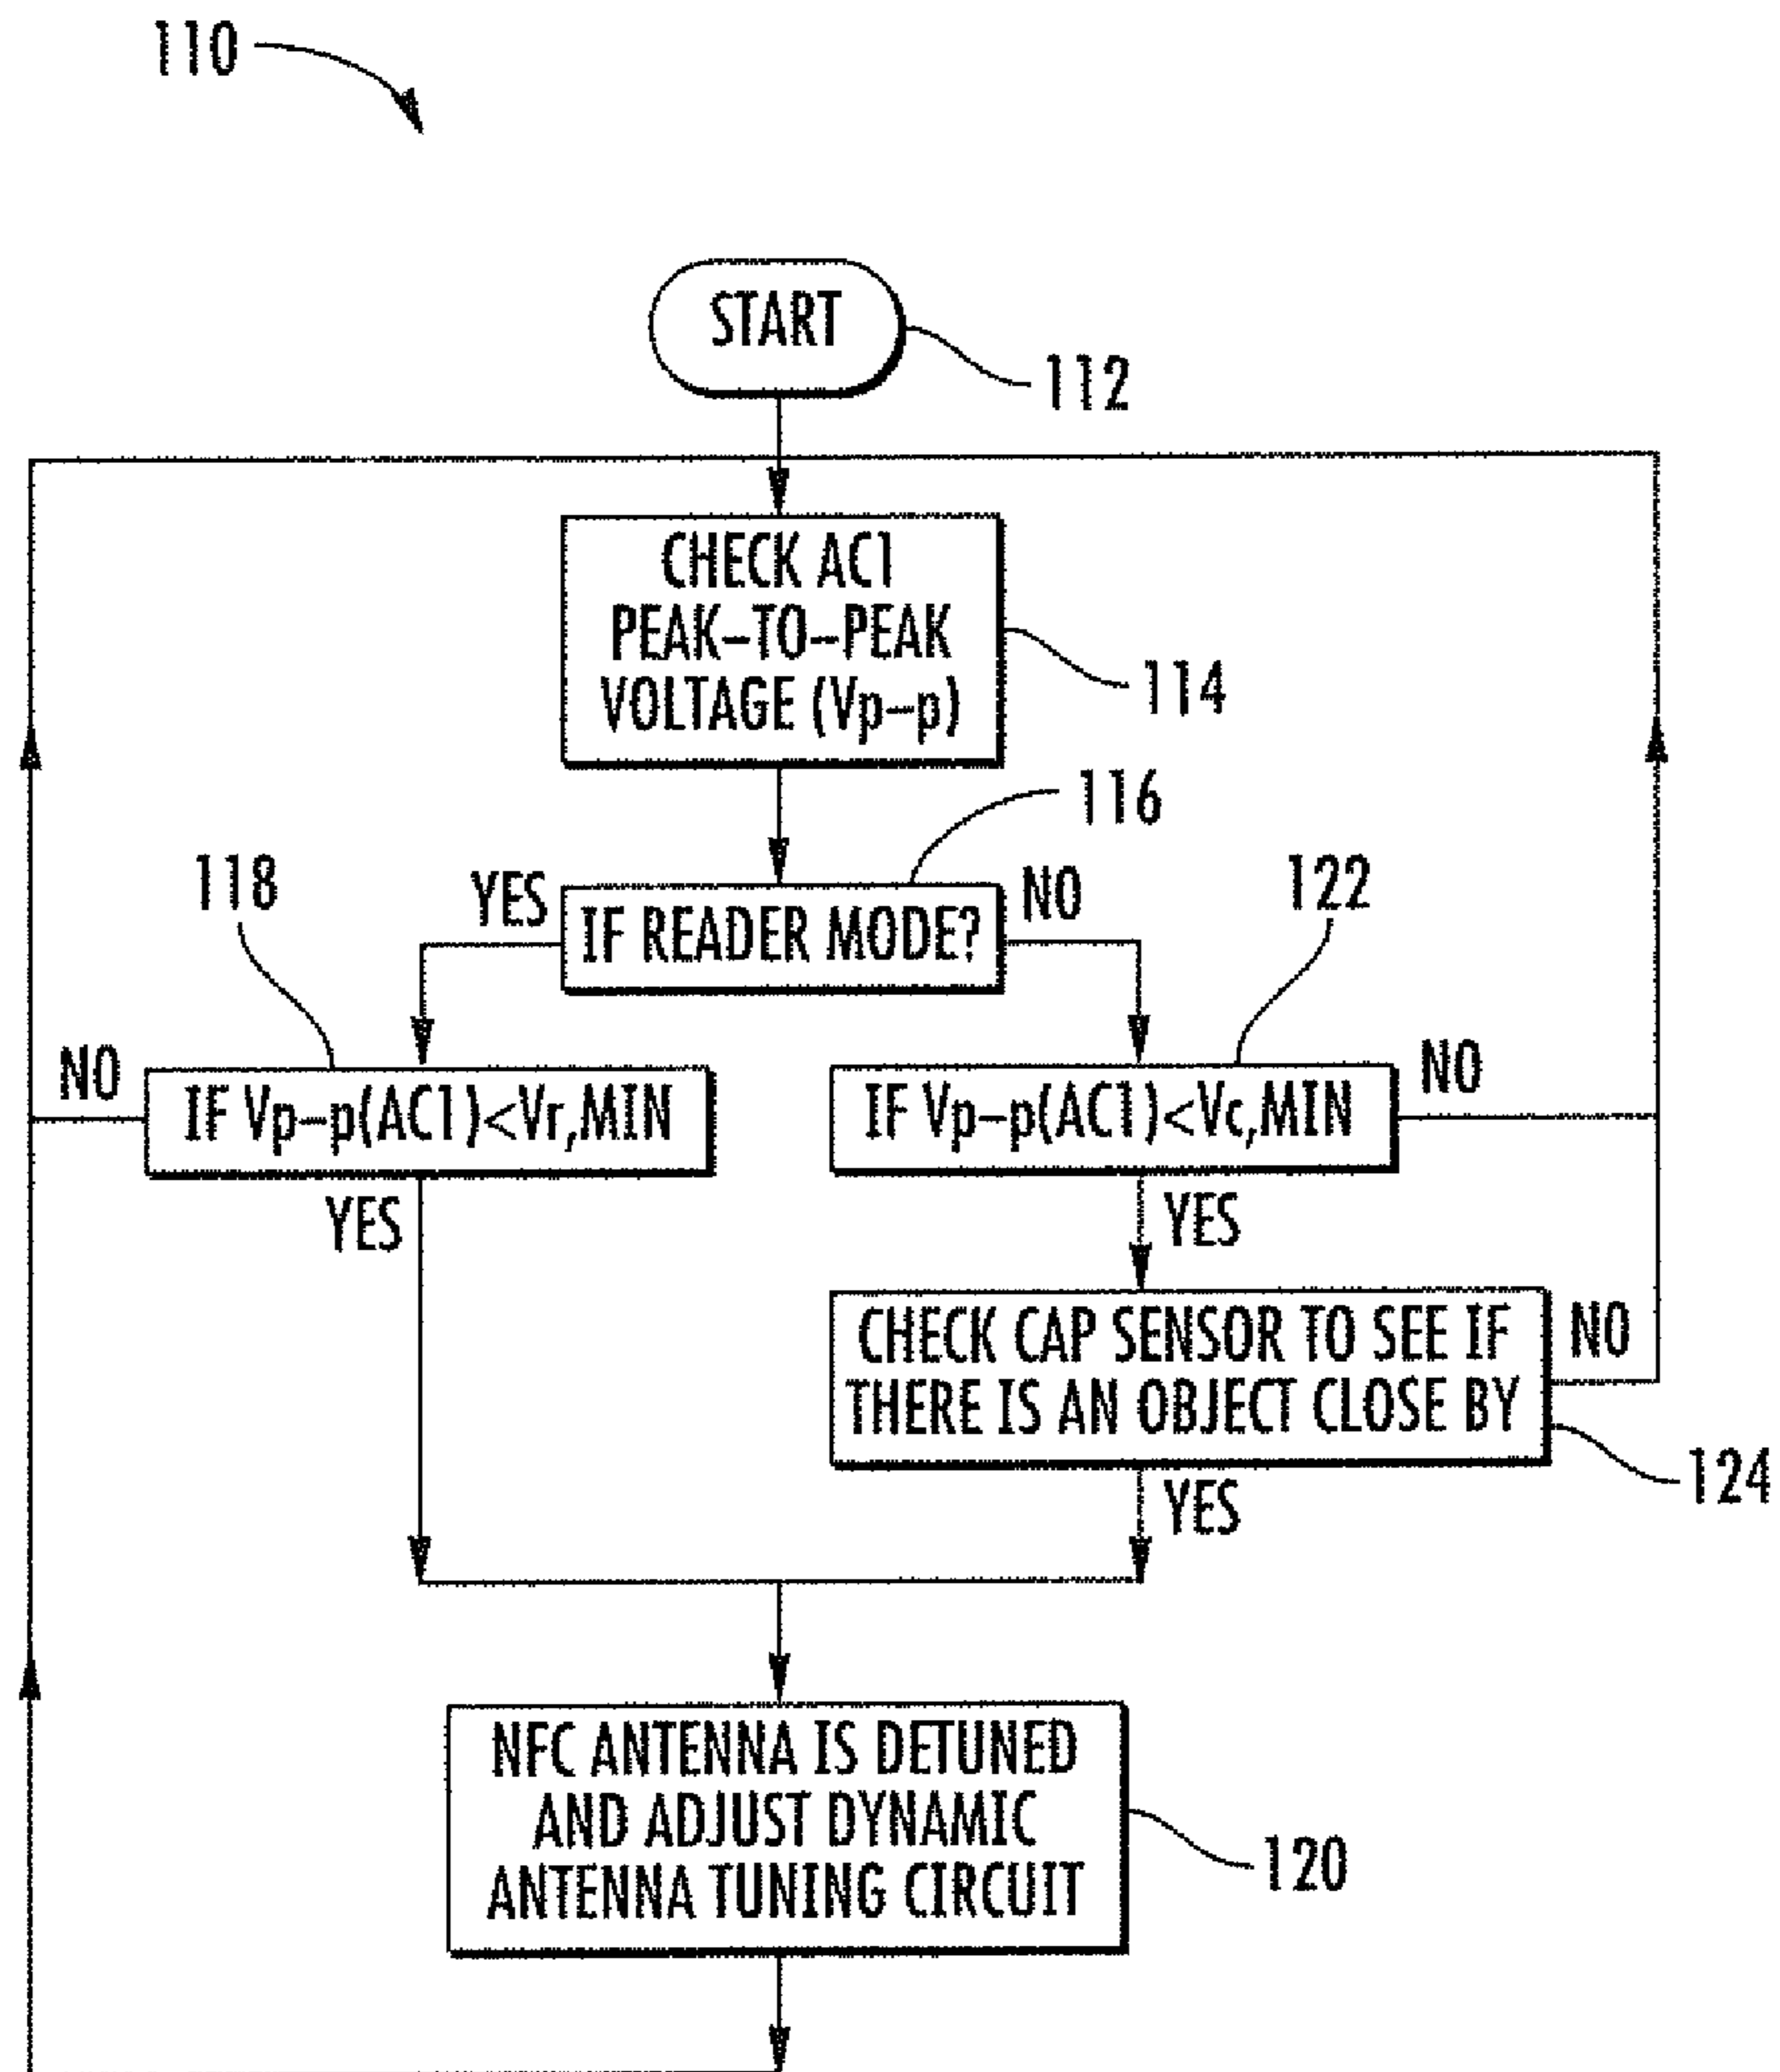 110
START
112
CHECK AC1
PEAK-TO-PEAK
VOLTAGE (Vp-p)
114
116
YES
IF READER MODE?
NO
118
122
NO
IF Vp-p(AC1)<Vr,MIN
IF Vp-p(AC1)<Vc,MIN
NO
YES
YES
CHECK CAP SENSOR TO SEE IF
THERE IS AN OBJECT CLOSE BY
NO
124
YES
NFC ANTENNA IS DETUNED
AND ADJUST DYNAMIC
ANTENNA TUNING CIRCUIT
120